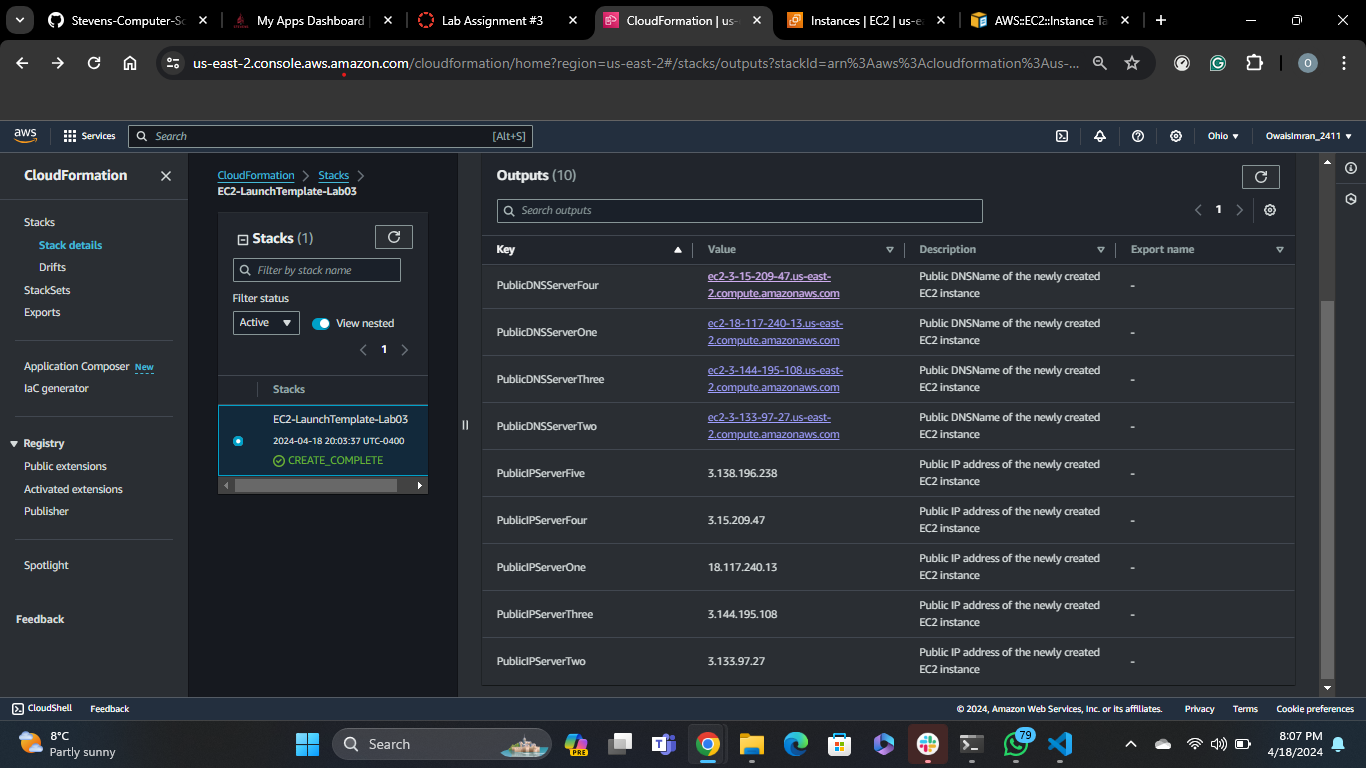 Stevens-Computer-Sc
My Apps Dashboard
Lab Assignment #3
CloudFormation | us-
Instances | EC2 | us-ea
AWS::EC2::Instance Ta
us-east-2.console.aws.amazon.com/cloudformation/home?region=us-east-2#/stacks/outputs?stackId=arn%3Aaws%3Acloudformation%3Aus-...
O
aws
Services
Search
[Alt+S]
Ohio
OwaisImran_2411
CloudFormation
Stacks
Stack details
Drifts
StackSets
Exports
Application Composer New
IaC generator
Registry
Public extensions
Activated extensions
Publisher
Spotlight
Feedback
CloudFormation
Stacks
EC2-LaunchTemplate-Lab03
Stacks (1)
Filter by stack name
Filter status
Active
View nested
1
Stacks
EC2-LaunchTemplate-Lab03
2024-04-18 20:03:37 UTC-0400
CREATE_COMPLETE
Outputs (10)
Search outputs
1
Key
Value
Description
Export name
PublicDNSServerFour
ec2-3-15-209-47.us-east-
2.compute.amazonaws.com
Public DNSName of the newly created
EC2 instance
-
PublicDNSServerOne
ec2-18-117-240-13.us-east-
2.compute.amazonaws.com
Public DNSName of the newly created
EC2 instance
-
PublicDNSServerThree
ec2-3-144-195-108.us-east-
2.compute.amazonaws.com
Public DNSName of the newly created
EC2 instance
-
PublicDNSServerTwo
ec2-3-133-97-27.us-east-
2.compute.amazonaws.com
Public DNSName of the newly created
EC2 instance
-
PublicIPServerFive
3.138.196.238
Public IP address of the newly created
EC2 instance
-
PublicIPServerFour
3.15.209.47
Public IP address of the newly created
EC2 instance
-
PublicIPServerOne
18.117.240.13
Public IP address of the newly created
EC2 instance
-
PublicIPServerThree
3.144.195.108
Public IP address of the newly created
EC2 instance
-
PublicIPServerTwo
3.133.97.27
Public IP address of the newly created
EC2 instance
-
CloudShell
Feedback
© 2024, Amazon Web Services, Inc. or its affiliates.
Privacy
Terms
Cookie preferences
8°C
Partly sunny
Search
PRE
79
8:07 PM
4/18/2024